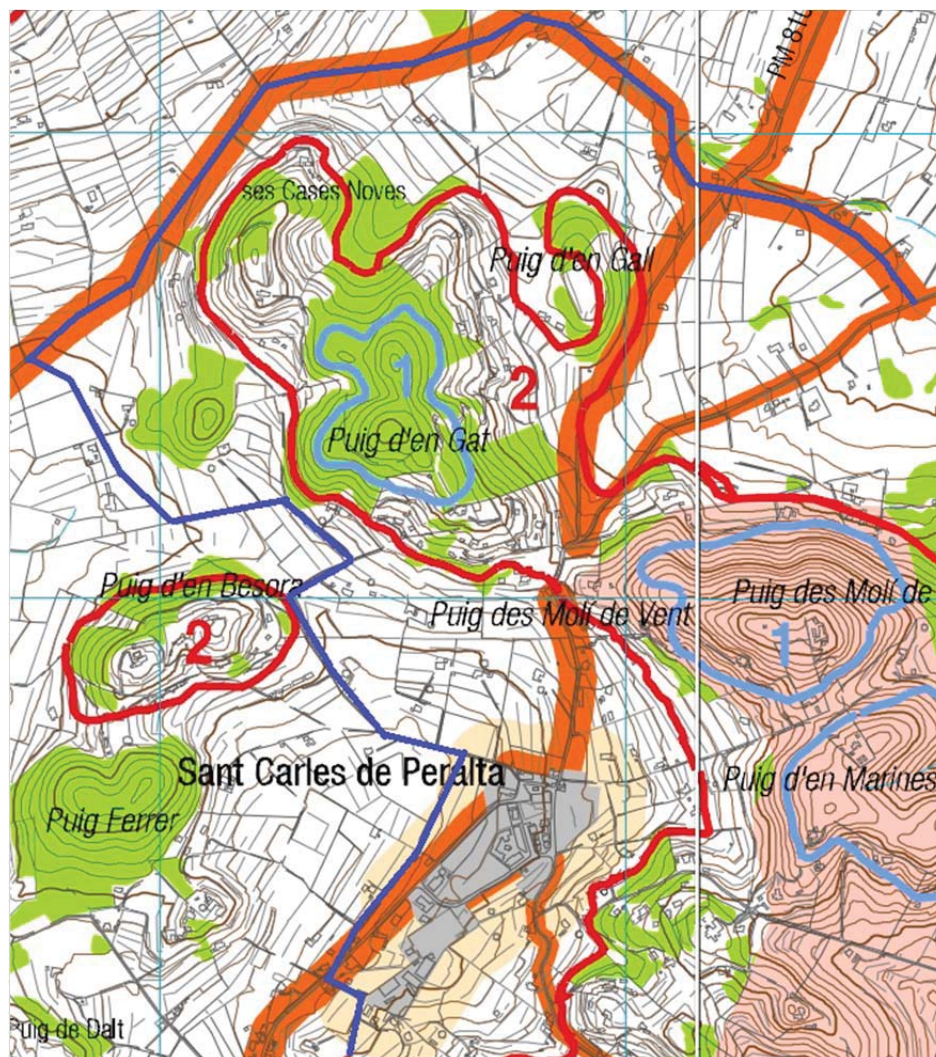 PM 810
ses Cases Noves
Puig d'en Gall
1
2
Puig d'en Gat
Puig d'en Besora
Puig des Molí de Vent
Puig des Molí de
2
1
Sant Carles de Peralta
Puig d'en Marines
Puig Ferrer
Puig de Dalt